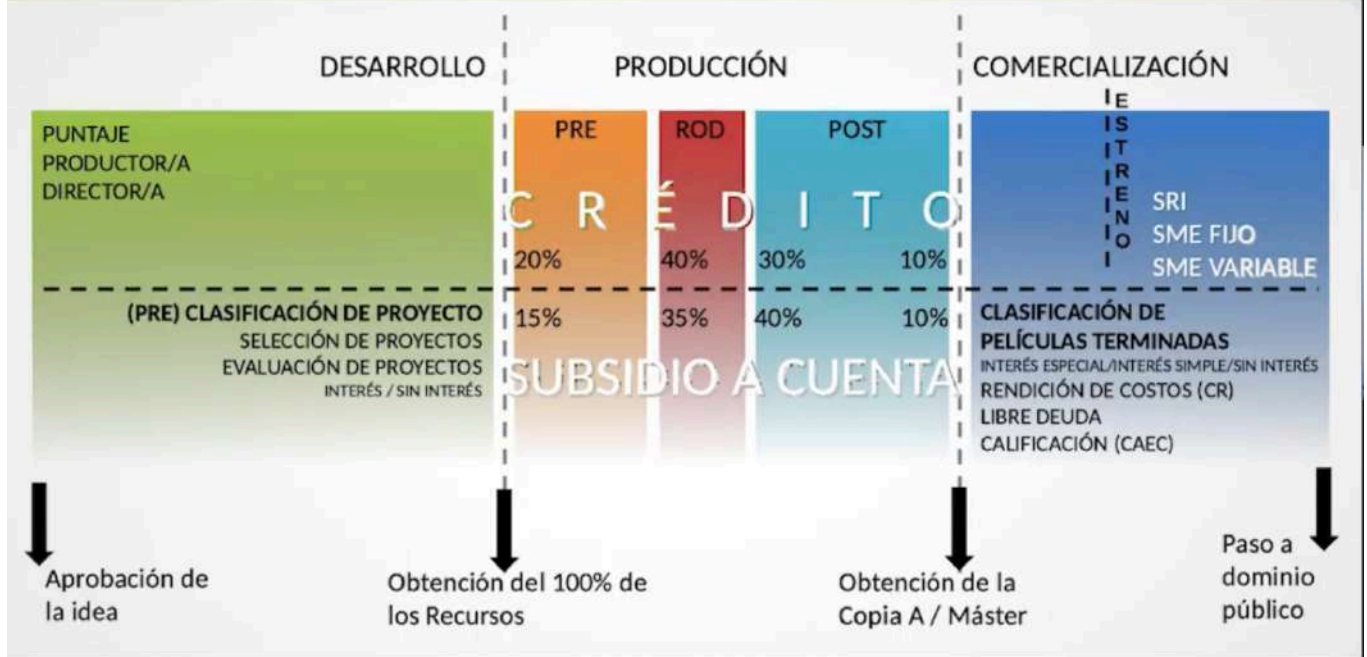 DESARROLLO
PRODUCCIÓN
COMERCIALIZACIÓN
PUNTAJE
PRODUCTOR/A
DIRECTOR/A
PRE
ROD
POST
ESTRENO
CRÉDITO
SRI
SME FIJO
SME VARIABLE
20%
40%
30%
10%
(PRE) CLASIFICACIÓN DE PROYECTO
SELECCIÓN DE PROYECTOS
EVALUACIÓN DE PROYECTOS
INTERÉS / SIN INTERÉS
15%
35%
40%
10%
SUBSIDIO A CUENTA
CLASIFICACIÓN DE
PELÍCULAS TERMINADAS
INTERÉS ESPECIAL/INTERÉS SIMPLE/SIN INTERÉS
RENDICIÓN DE COSTOS (CR)
LIBRE DEUDA
CALIFICACIÓN (CAEC)
Aprobación de
la idea
Obtención del 100% de
los Recursos
Obtención de la
Copia A / Máster
Paso a
dominio
público